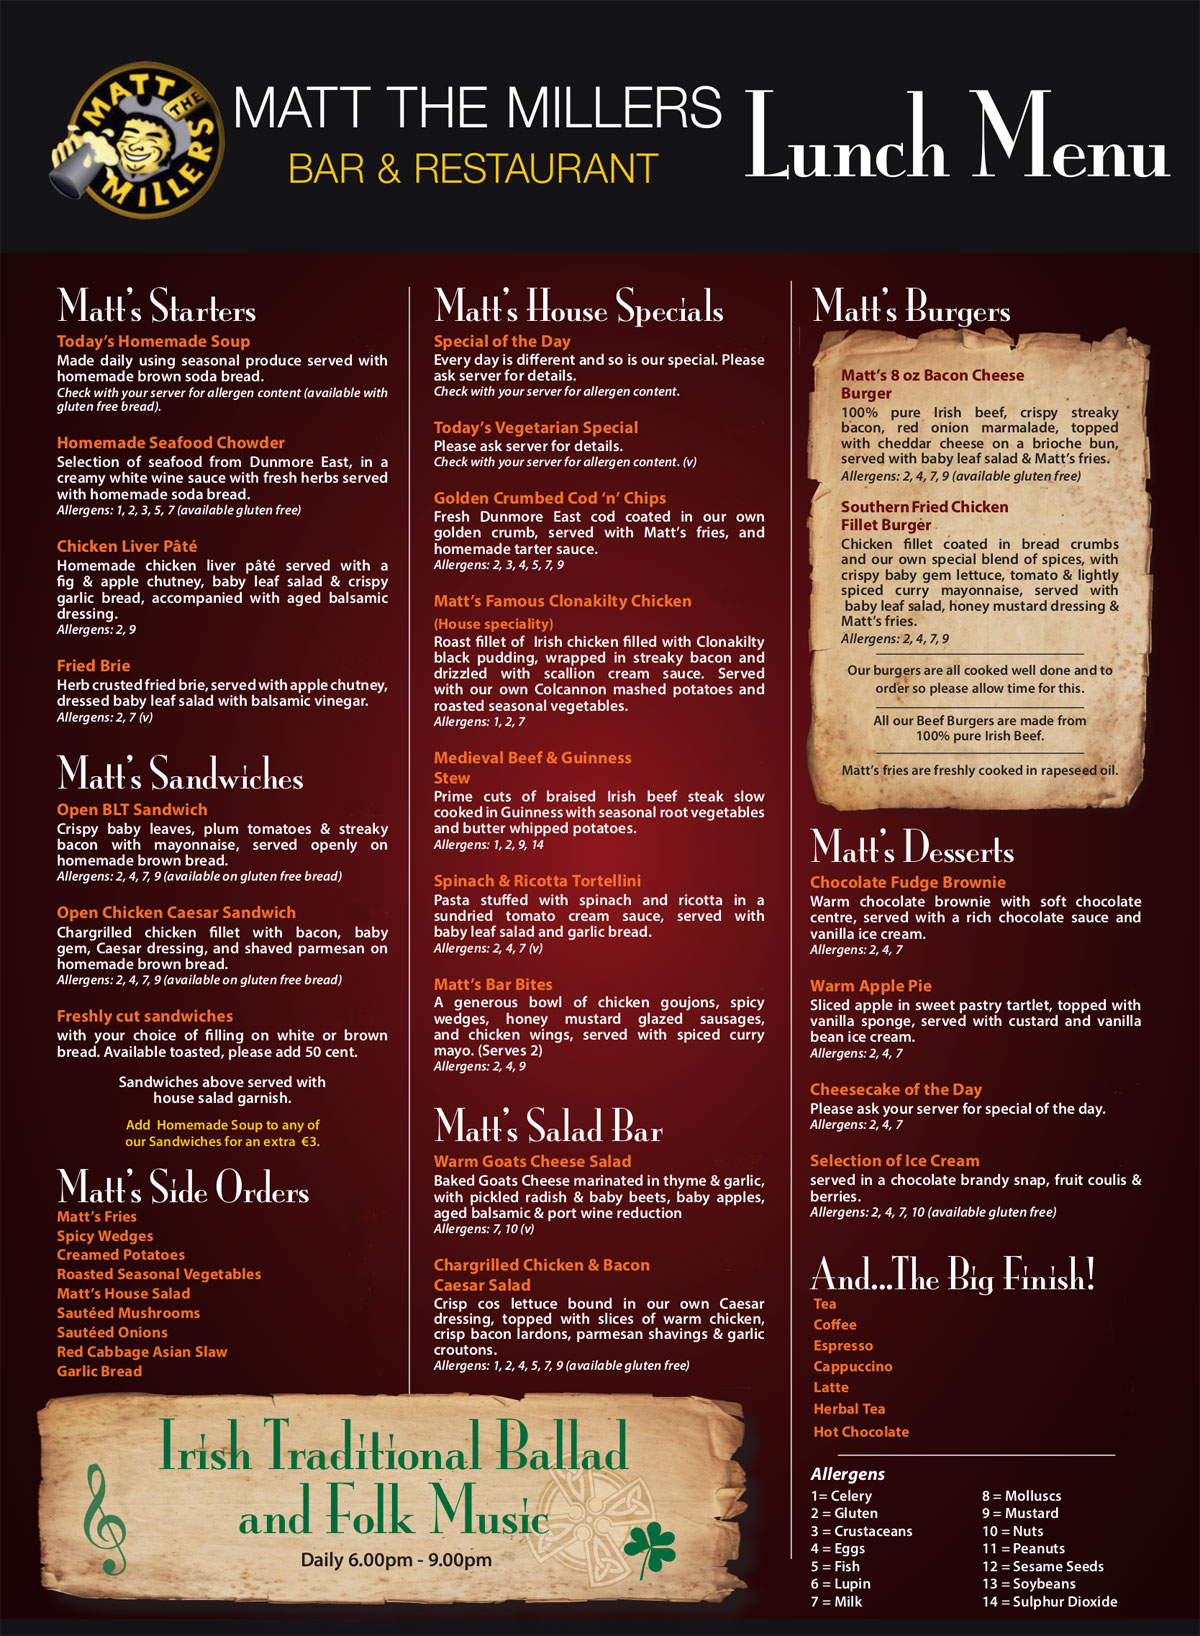 MATT THE MILLERS
MATT THE MILLERS
BAR & RESTAURANT
Lunch Menu
Matt's Starters
Today's Homemade Soup
Made daily using seasonal produce served with
homemade brown soda bread.
Check with your server for allergen content (available with
gluten free bread).
Homemade Seafood Chowder
Selection of seafood from Dunmore East, in a
creamy white wine sauce with fresh herbs served
with homemade soda bread.
Allergens: 1, 2, 3, 5, 7 (available gluten free)
Chicken Liver Pâté
Homemade chicken liver pâté served with a
fig & apple chutney, baby leaf salad & crispy
garlic bread, accompanied with aged balsamic
dressing.
Allergens: 2, 9
Fried Brie
Herb crusted fried brie, served with apple chutney,
dressed baby leaf salad with balsamic vinegar.
Allergens: 2, 7 (v)
Matt's Sandwiches
Open BLT Sandwich
Crispy baby leaves, plum tomatoes & streaky
bacon with mayonnaise, served openly on
homemade brown bread.
Allergens: 2, 4, 7, 9 (available on gluten free bread)
Open Chicken Caesar Sandwich
Chargrilled chicken fillet with bacon, baby
gem, Caesar dressing, and shaved parmesan on
homemade brown bread.
Allergens: 2, 4, 7, 9 (available on gluten free bread)
Freshly cut sandwiches
with your choice of filling on white or brown
bread. Available toasted, please add 50 cent.
Sandwiches above served with
house salad garnish.
Add Homemade Soup to any of
our Sandwiches for an extra €3.
Matt's Side Orders
Matt's Fries
Spicy Wedges
Creamed Potatoes
Roasted Seasonal Vegetables
Matt's House Salad
Sautéed Mushrooms
Sautéed Onions
Red Cabbage Asian Slaw
Garlic Bread
Matt's House Specials
Special of the Day
Every day is different and so is our special. Please
ask server for details.
Check with your server for allergen content.
Today's Vegetarian Special
Please ask server for details.
Check with your server for allergen content. (v)
Golden Crumbed Cod 'n' Chips
Fresh Dunmore East cod coated in our own
golden crumb, served with Matt's fries, and
homemade tarter sauce.
Allergens: 2, 3, 4, 5, 7, 9
Matt's Famous Clonakilty Chicken
(House speciality)
Roast fillet of Irish chicken filled with Clonakilty
black pudding, wrapped in streaky bacon and
drizzled with scallion cream sauce. Served
with our own Colcannon mashed potatoes and
roasted seasonal vegetables.
Allergens: 1, 2, 7
Medieval Beef & Guinness
Stew
Prime cuts of braised Irish beef steak slow
cooked in Guinness with seasonal root vegetables
and butter whipped potatoes.
Allergens: 1, 2, 9, 14
Spinach & Ricotta Tortellini
Pasta stuffed with spinach and ricotta in a
sundried tomato cream sauce, served with
baby leaf salad and garlic bread.
Allergens: 2, 4, 7 (v)
Matt's Bar Bites
A generous bowl of chicken goujons, spicy
wedges, honey mustard glazed sausages,
and chicken wings, served with spiced curry
mayo. (Serves 2)
Allergens: 2, 4, 9
Matt's Salad Bar
Warm Goats Cheese Salad
Baked Goats Cheese marinated in thyme & garlic,
with pickled radish & baby beets, baby apples,
aged balsamic & port wine reduction
Allergens: 7, 10 (v)
Chargrilled Chicken & Bacon
Caesar Salad
Crisp cos lettuce bound in our own Caesar
dressing, topped with slices of warm chicken,
crisp bacon lardons, parmesan shavings & garlic
croutons.
Allergens: 1, 2, 4, 5, 7, 9 (available gluten free)
Matt's Burgers
Matt's 8 oz Bacon Cheese
Burger
100% pure Irish beef, crispy streaky
bacon, red onion marmalade, topped
with cheddar cheese on a brioche bun,
served with baby leaf salad & Matt's fries.
Allergens: 2, 4, 7, 9 (available gluten free)
Southern Fried Chicken
Fillet Burger
Chicken fillet coated in bread crumbs
and our own special blend of spices, with
crispy baby gem lettuce, tomato & lightly
spiced curry mayonnaise, served with
baby leaf salad, honey mustard dressing &
Matt's fries.
Allergens: 2, 4, 7, 9
Our burgers are all cooked well done and to
order so please allow time for this.
All our Beef Burgers are made from
100% pure Irish Beef.
Matt's fries are freshly cooked in rapeseed oil.
Matt's Desserts
Chocolate Fudge Brownie
Warm chocolate brownie with soft chocolate
centre, served with a rich chocolate sauce and
vanilla ice cream.
Allergens: 2, 4, 7
Warm Apple Pie
Sliced apple in sweet pastry tartlet, topped with
vanilla sponge, served with custard and vanilla
bean ice cream.
Allergens: 2, 4, 7
Cheesecake of the Day
Please ask your server for special of the day.
Allergens: 2, 4, 7
Selection of Ice Cream
served in a chocolate brandy snap, fruit coulis &
berries.
Allergens: 2, 4, 7, 10 (available gluten free)
And...The Big Finish!
Tea
Coffee
Espresso
Cappuccino
Latte
Herbal Tea
Hot Chocolate
Allergens
1= Celery
2 = Gluten
3 = Crustaceans
4 = Eggs
5 = Fish
6 = Lupin
7 = Milk
8 = Molluscs
9 = Mustard
10 = Nuts
11 = Peanuts
12 = Sesame Seeds
13 = Soybeans
14 = Sulphur Dioxide
Irish Traditional Ballad
and Folk Music
Daily 6.00pm - 9.00pm